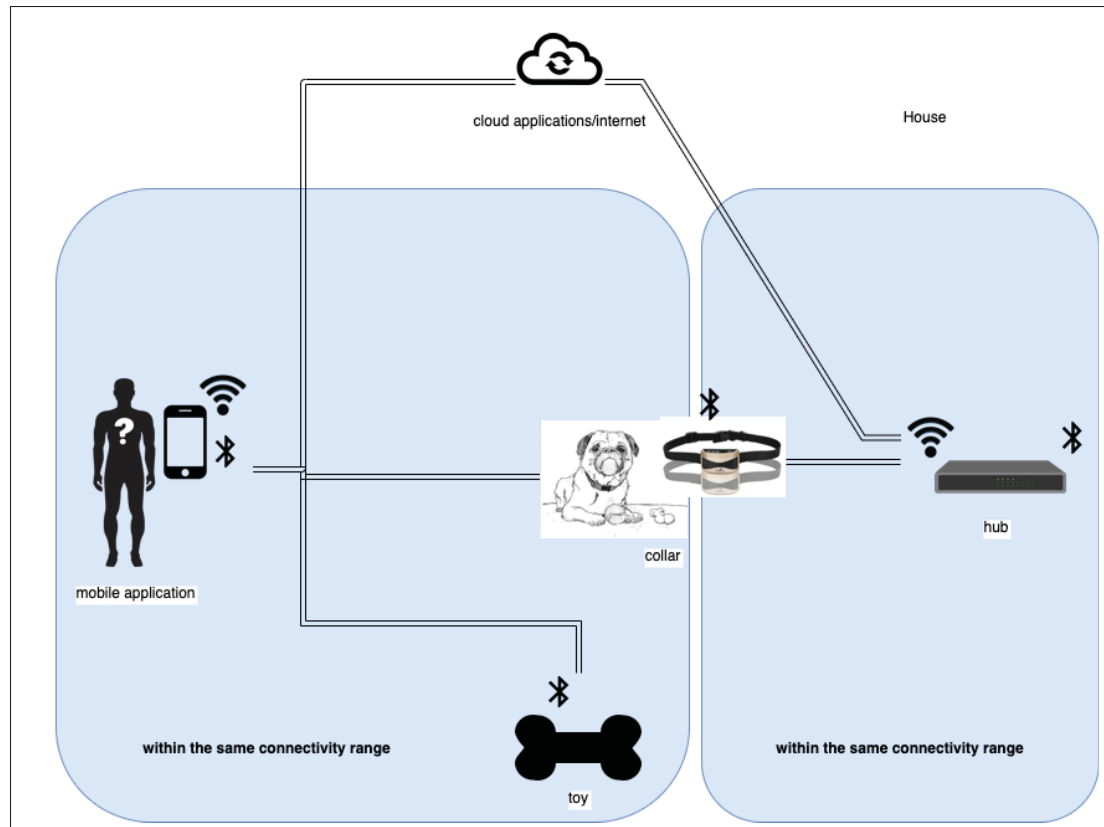 cloud applications/internet
House
?
mobile application
collar
hub
within the same connectivity range
within the same connectivity range
toy